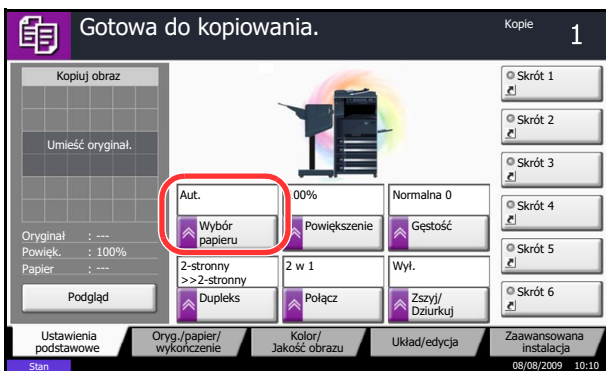 Gotowa do kopiowania.
Kopie
1
Kopiuj obraz
Umieść oryginał.
Oryginał : ---
Powięk. : 100%
Papier : ---
Podgląd
Aut.
Wybór
papieru
00%
Powiększenie
Normalna 0
Gęstość
2-stronny
>>2-stronny
Dupleks
2 w 1
Połącz
Wył.
Zszyj/
Dziurkuj
Skrót 1
Skrót 2
Skrót 3
Skrót 4
Skrót 5
Skrót 6
Ustawienia
podstawowe
Oryg./papier/
wykończenie
Kolor/
Jakość obrazu
Układ/edycja
Zaawansowana
instalacja
Stan
08/08/2009 10:10